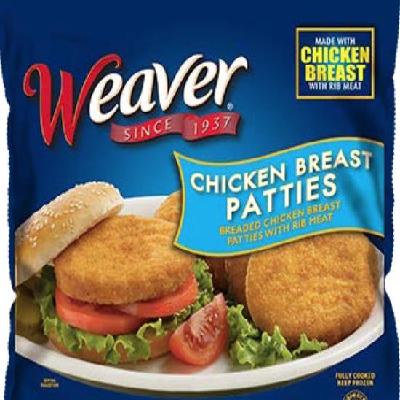 MADE WITH
CHICKEN
BREAST
WITH RIB MEAT
Weaver®
SINCE 1937
CHICKEN BREAST
PATTIES
BREADED CHICKEN BREAST
PATTIES WITH RIB MEAT
FULLY COOKED
KEEP FROZEN